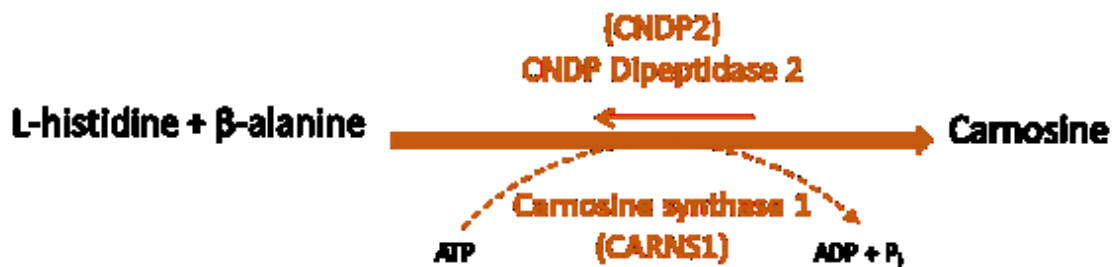 (CNDP2)
CNDP Dipeptidase 2
L-histidine + β-alanine
Carnosine
Carnosine synthase 1
(CARNS1)
ATP
ADP + Pi